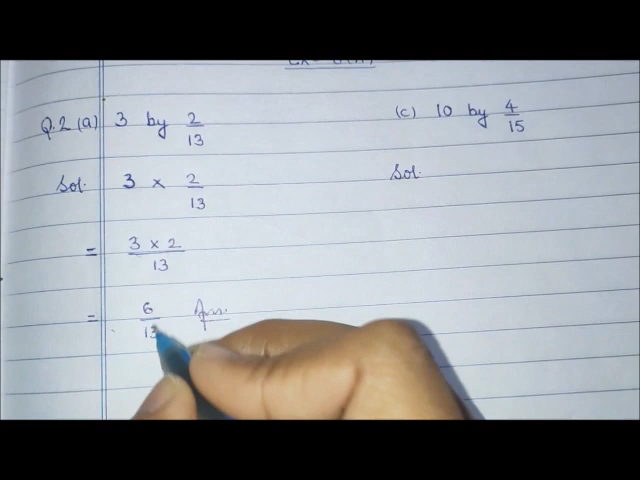 Q.2 (a) 3 by 2/13
Sol. 3 × 2/13
= 3 × 2/13
= 6/13 Ans.
(c) 10 by 4/15
Sol.